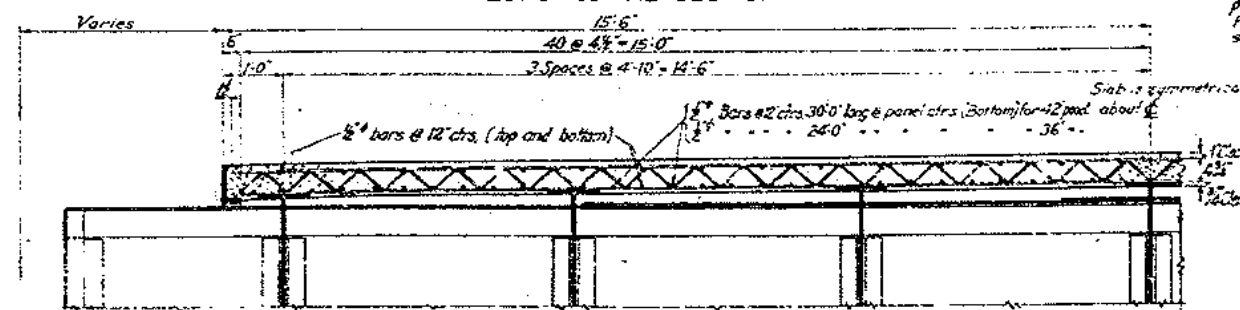 Varies
15'-6"
6"
40 @ 4½" = 15'-0"
1'-0"
3 Spaces @ 4'-10" = 14'-6"
Slab is symmetrical
about ℄
½"ᶲ bars @ 12" ctrs. (top and bottom)
½"ᶲ Bars @ 12" ctrs. 30'-0" long @ panel ctrs. (Bottom) for 42' pad.
½"ᶲ " " 24'-0" " " " " 36' "